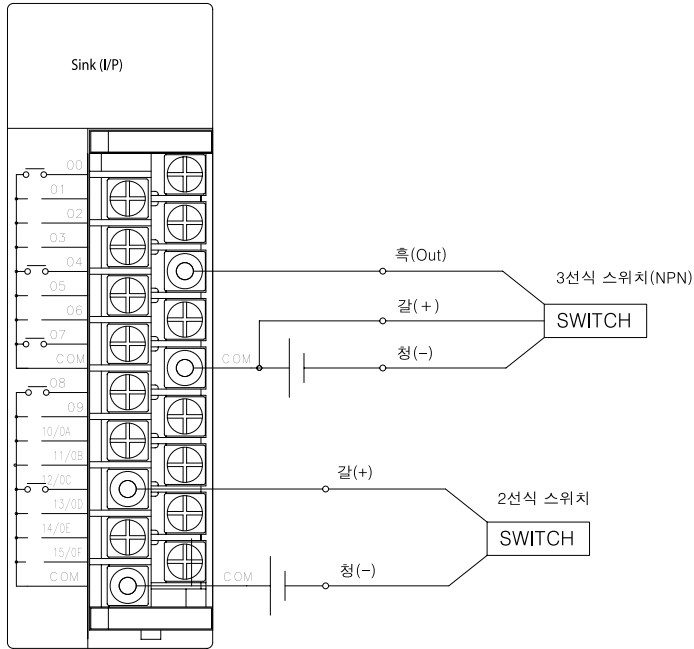 Sink (I/P)
00
01
02
03
04
05
06
07
COM
08
09
10/0A
11/0B
12/0C
13/0D
14/0E
15/0F
COM
흑(Out)
갈(+)
COM
청(-)
3선식 스위치(NPN)
SWITCH
갈(+)
COM
청(-)
2선식 스위치
SWITCH